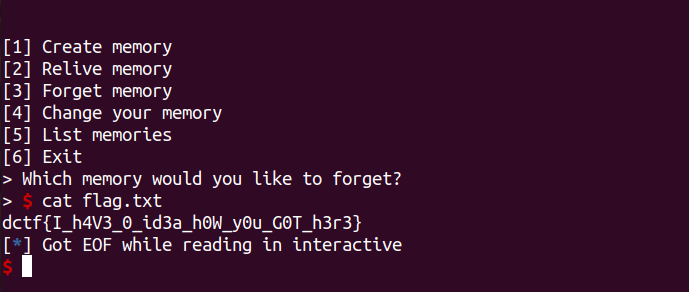 [1] Create memory
[2] Relive memory
[3] Forget memory
[4] Change your memory
[5] List memories
[6] Exit
> Which memory would you like to forget?
> $ cat flag.txt
dctf{I_h4V3_0_id3a_h0W_y0u_G0T_h3r3}
[*] Got EOF while reading in interactive
$